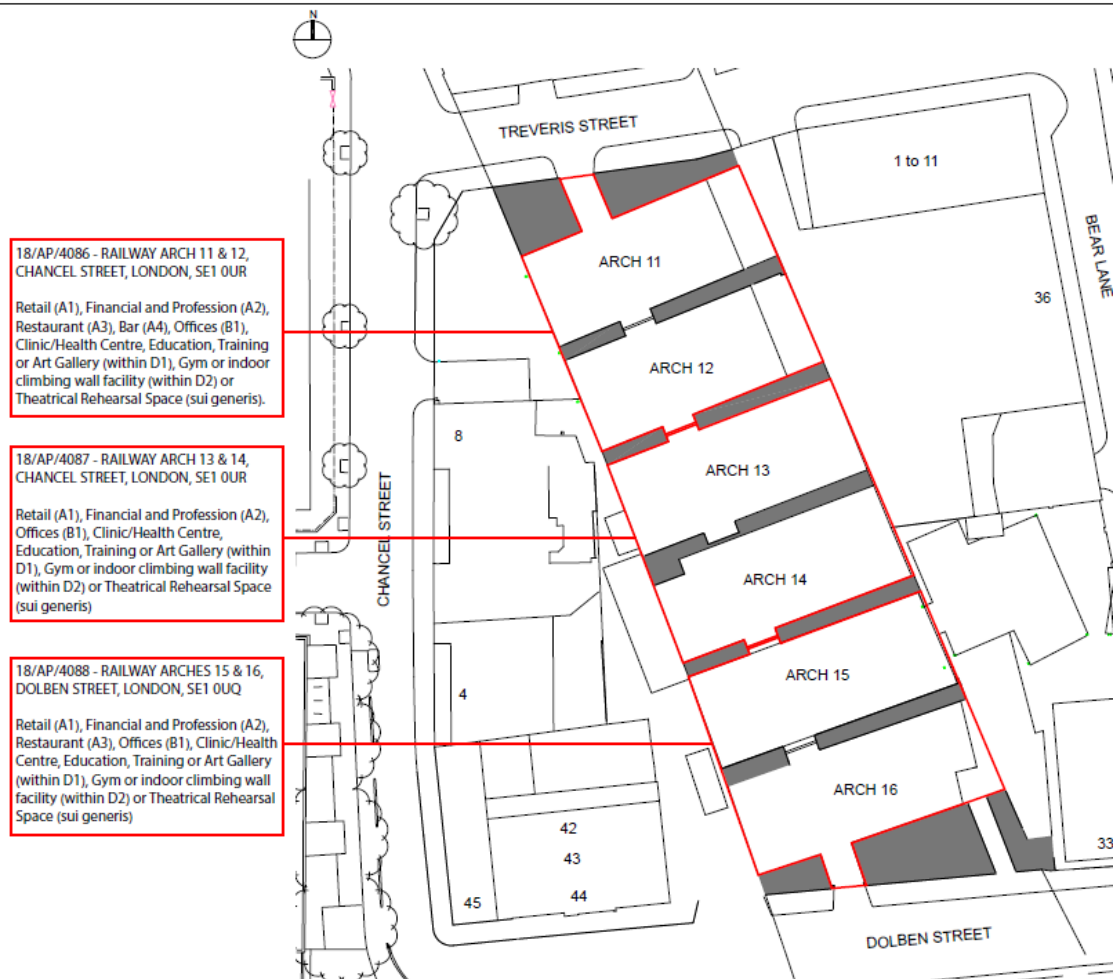 N
TREVERIS STREET
1 to 11
BEAR LANE
36
ARCH 11
18/AP/4086 - RAILWAY ARCH 11 & 12,
CHANCEL STREET, LONDON, SE1 0UR
Retail (A1), Financial and Profession (A2),
Restaurant (A3), Bar (A4), Offices (B1),
Clinic/Health Centre, Education, Training
or Art Gallery (within D1), Gym or indoor
climbing wall facility (within D2) or
Theatrical Rehearsal Space (sui generis).
ARCH 12
8
CHANCEL STREET
18/AP/4087 - RAILWAY ARCH 13 & 14,
CHANCEL STREET, LONDON, SE1 0UR
Retail (A1), Financial and Profession (A2),
Offices (B1), Clinic/Health Centre,
Education, Training or Art Gallery (within
D1), Gym or indoor climbing wall facility
(within D2) or Theatrical Rehearsal Space
(sui generis)
ARCH 13
ARCH 14
18/AP/4088 - RAILWAY ARCHES 15 & 16,
DOLBEN STREET, LONDON, SE1 0UQ
Retail (A1), Financial and Profession (A2),
Restaurant (A3), Offices (B1), Clinic/Health
Centre, Education, Training or Art Gallery
(within D1), Gym or indoor climbing wall
facility (within D2) or Theatrical Rehearsal
Space (sui generis)
4
ARCH 15
ARCH 16
42
43
44
45
33
DOLBEN STREET